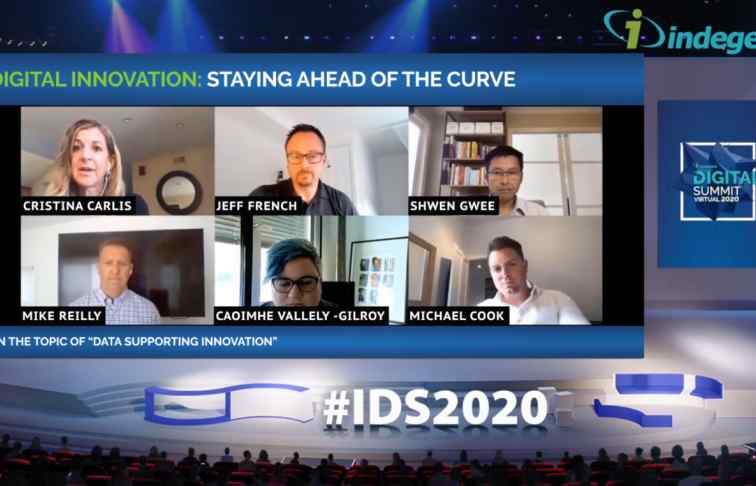 indege
DIGITAL INNOVATION: STAYING AHEAD OF THE CURVE
DIGITAL
SUMMIT
VIRTUAL 2020
CRISTINA CARLIS
JEFF FRENCH
SHWEN GWEE
MIKE REILLY
CAOIMHE VALLELY -GILROY
MICHAEL COOK
N THE TOPIC OF “DATA SUPPORTING INNOVATION”
#IDS2020